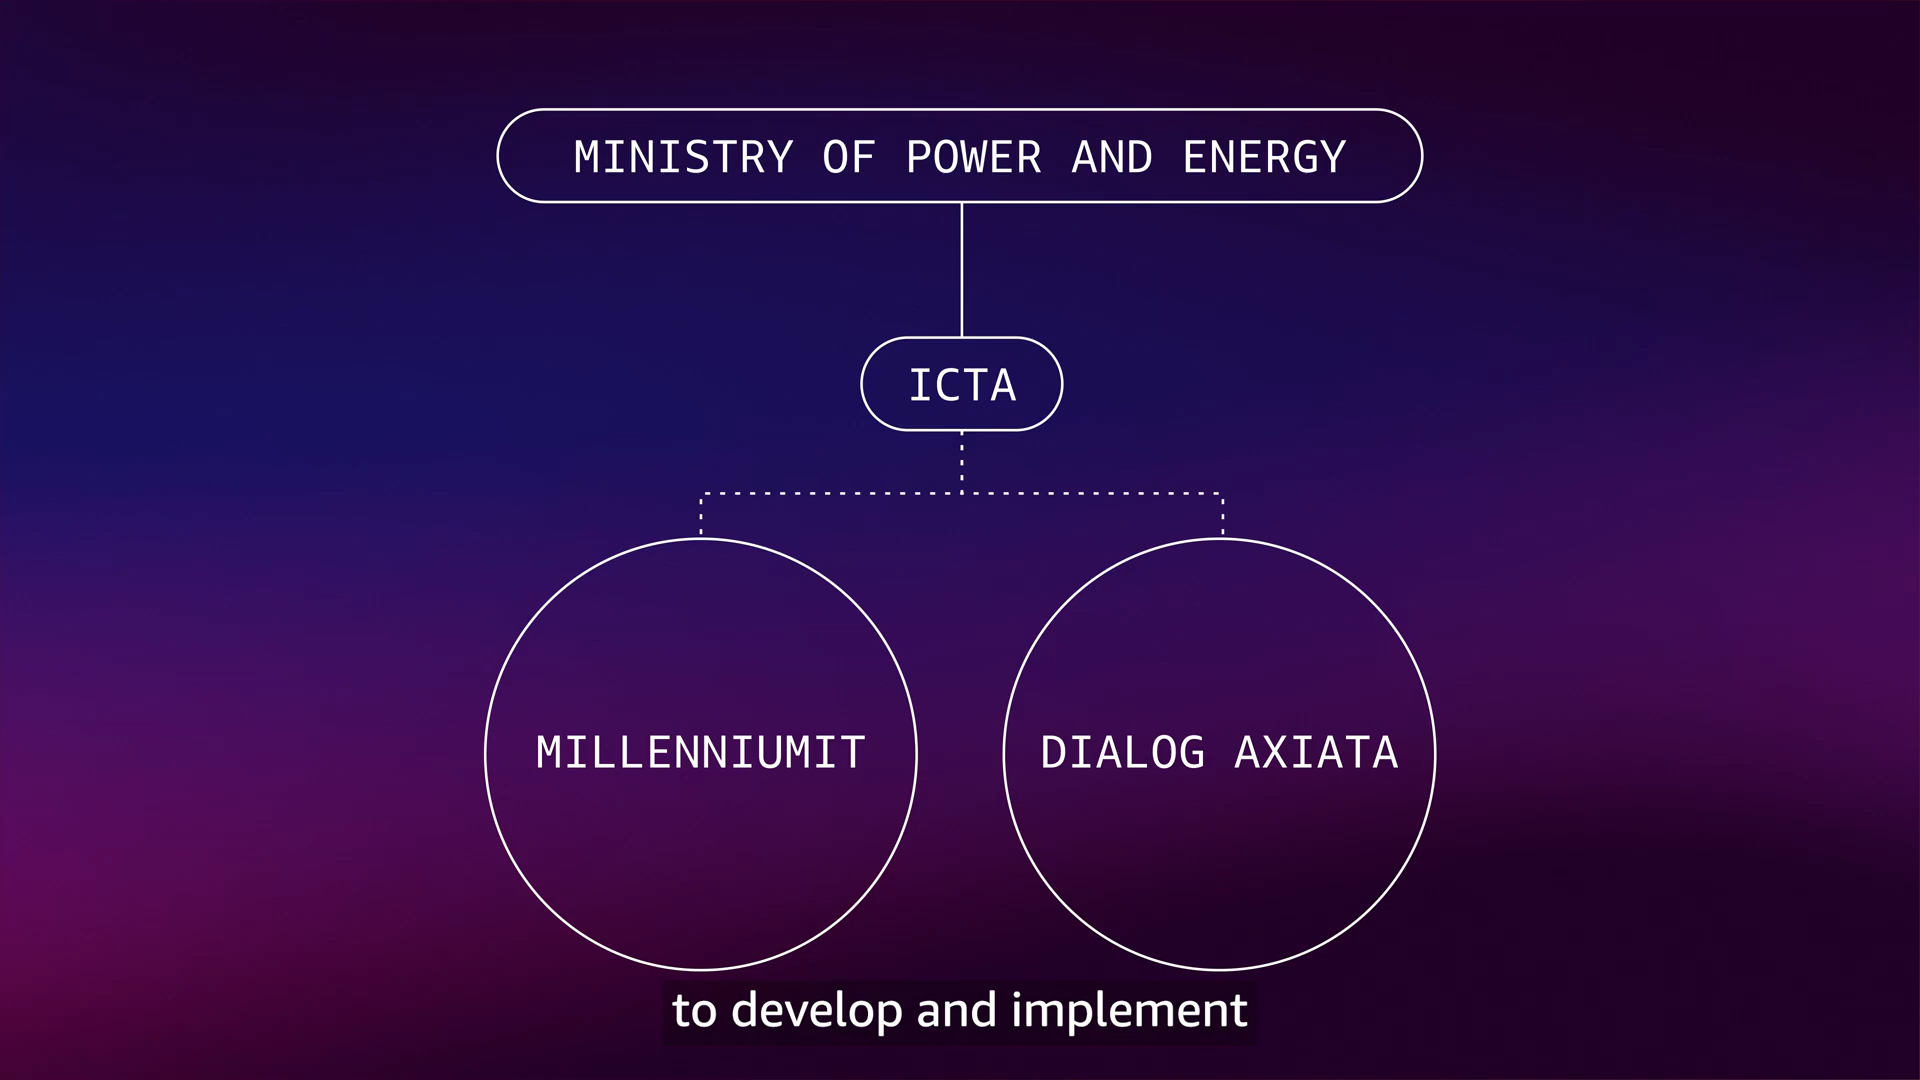 MINISTRY OF POWER AND ENERGY
ICTA
MILLENNIUMIT
DIALOG AXIATA
to develop and implement